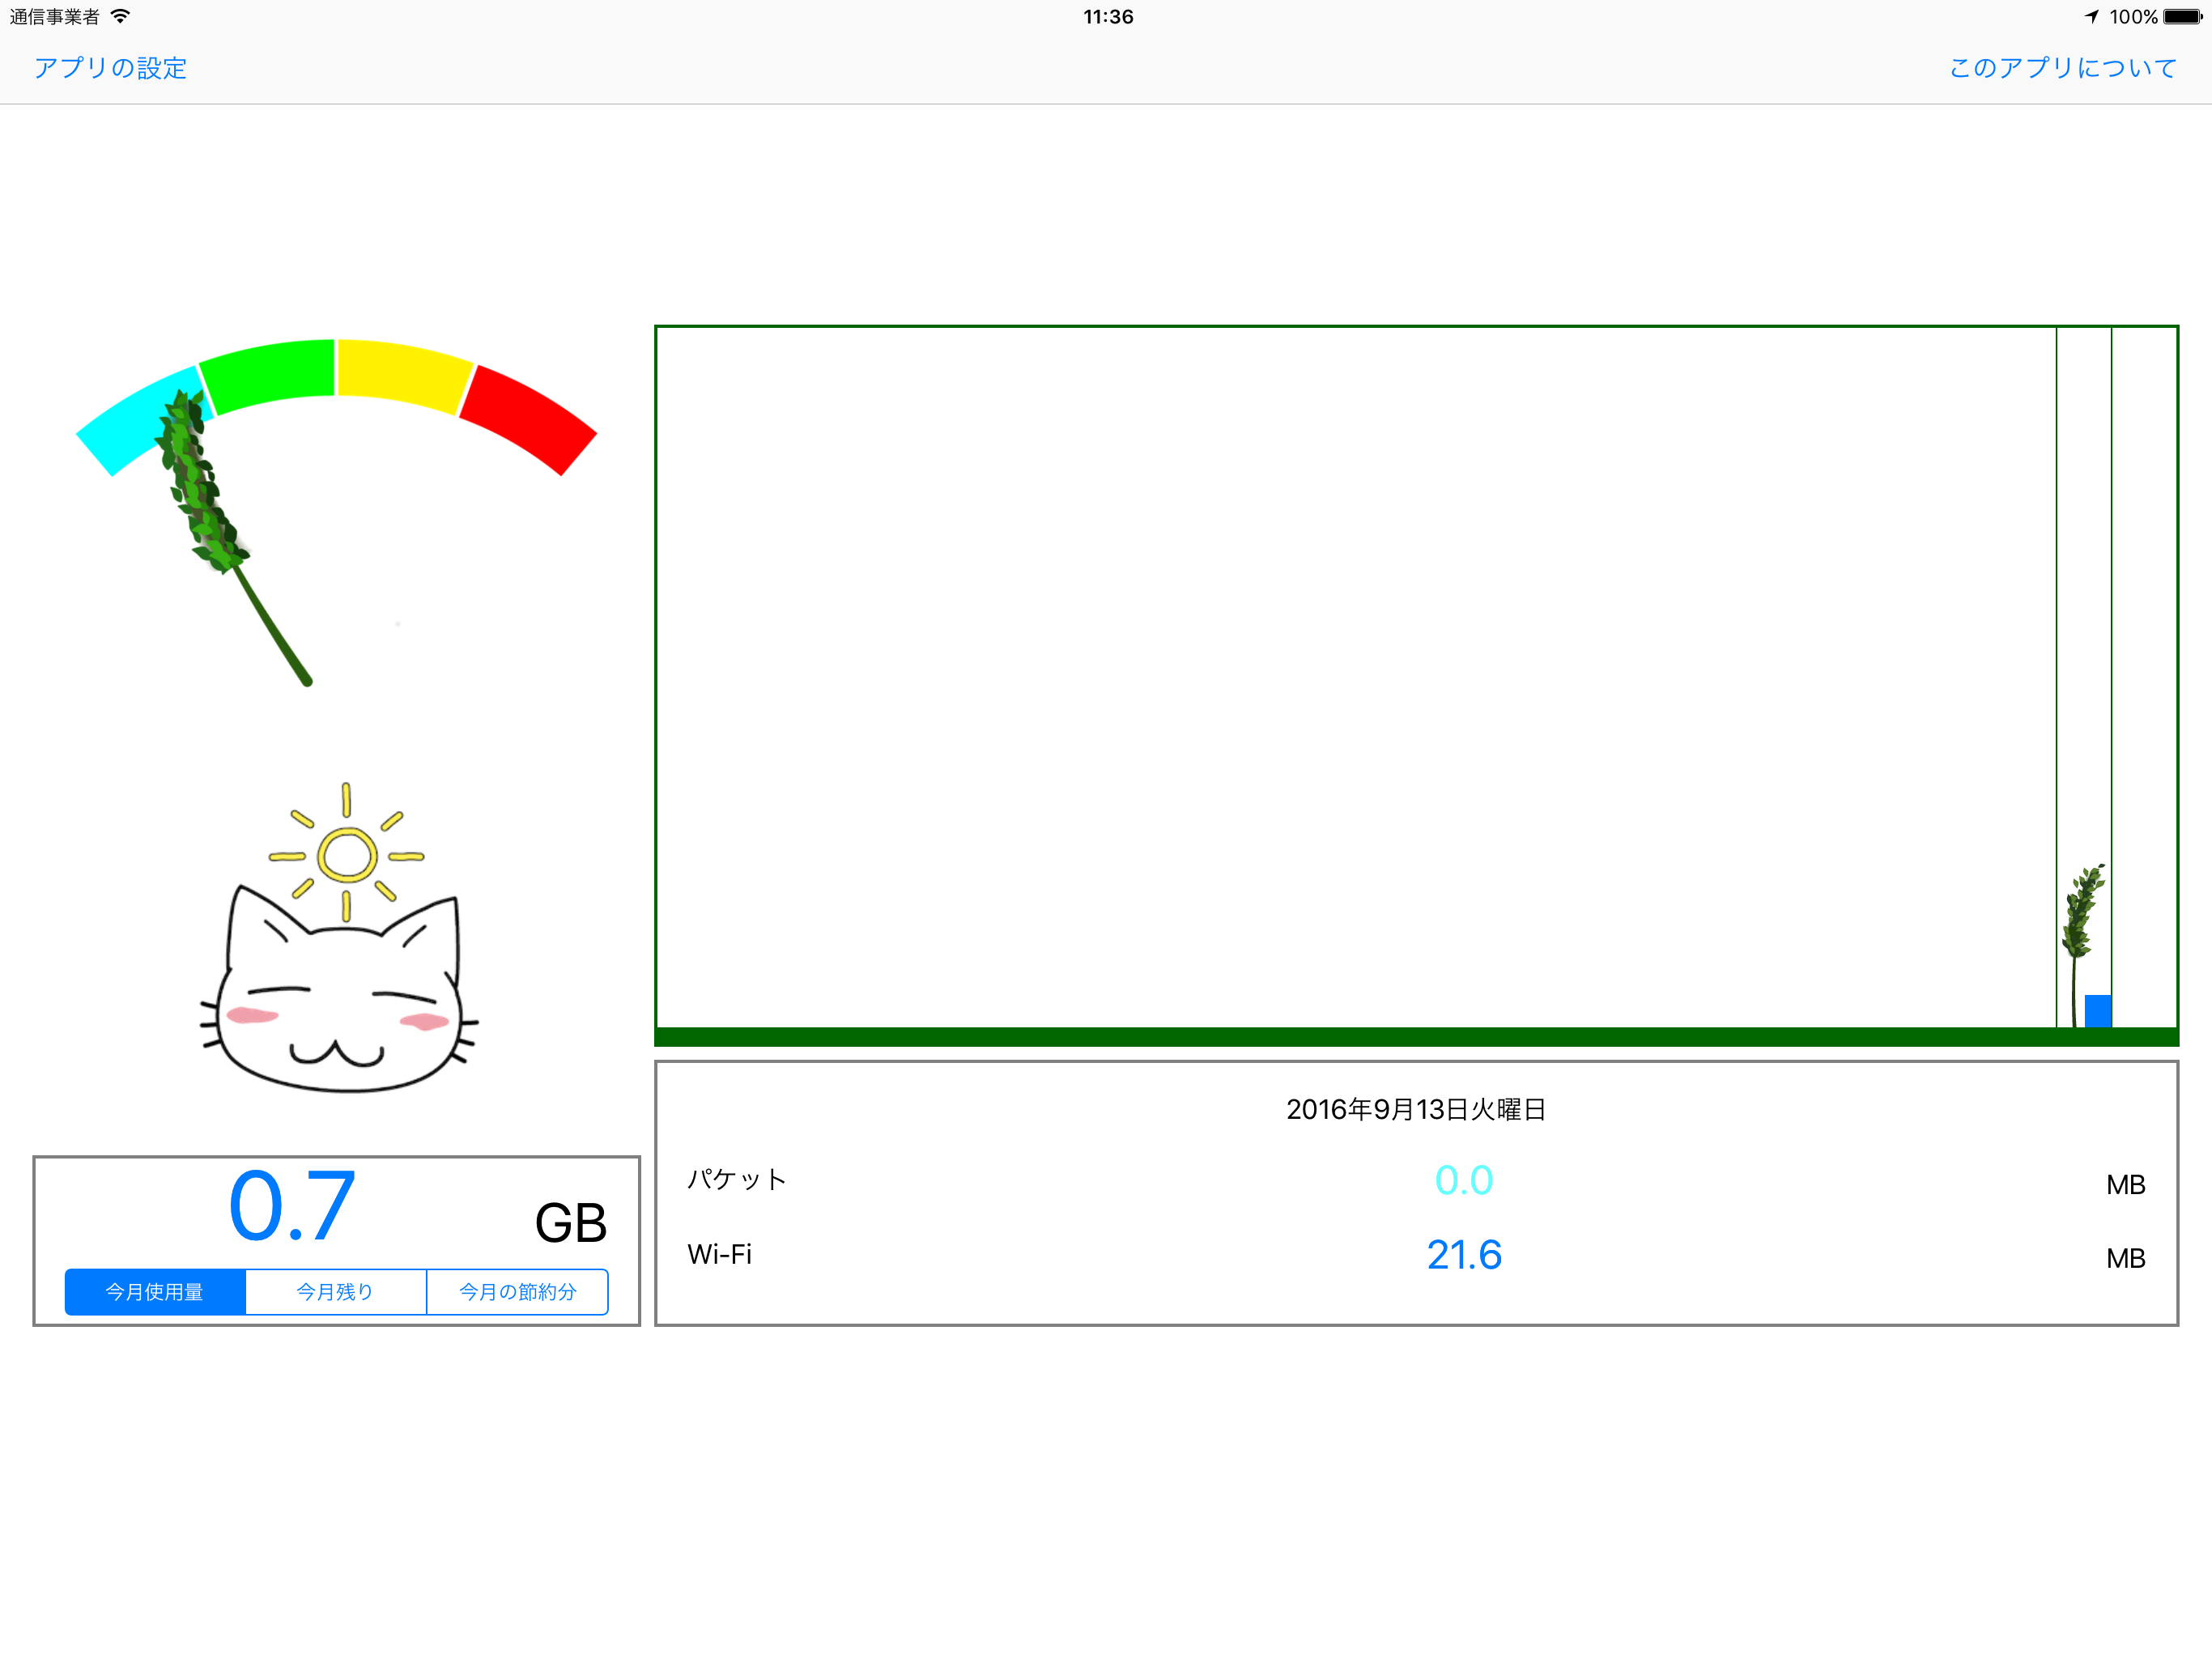 通信事業者 11:36 100%
アプリの設定 このアプリについて
2016年9月13日火曜日
パケット 0.0 MB
Wi-Fi 21.6 MB
0.7 GB
今月使用量 今月残り 今月の節約分